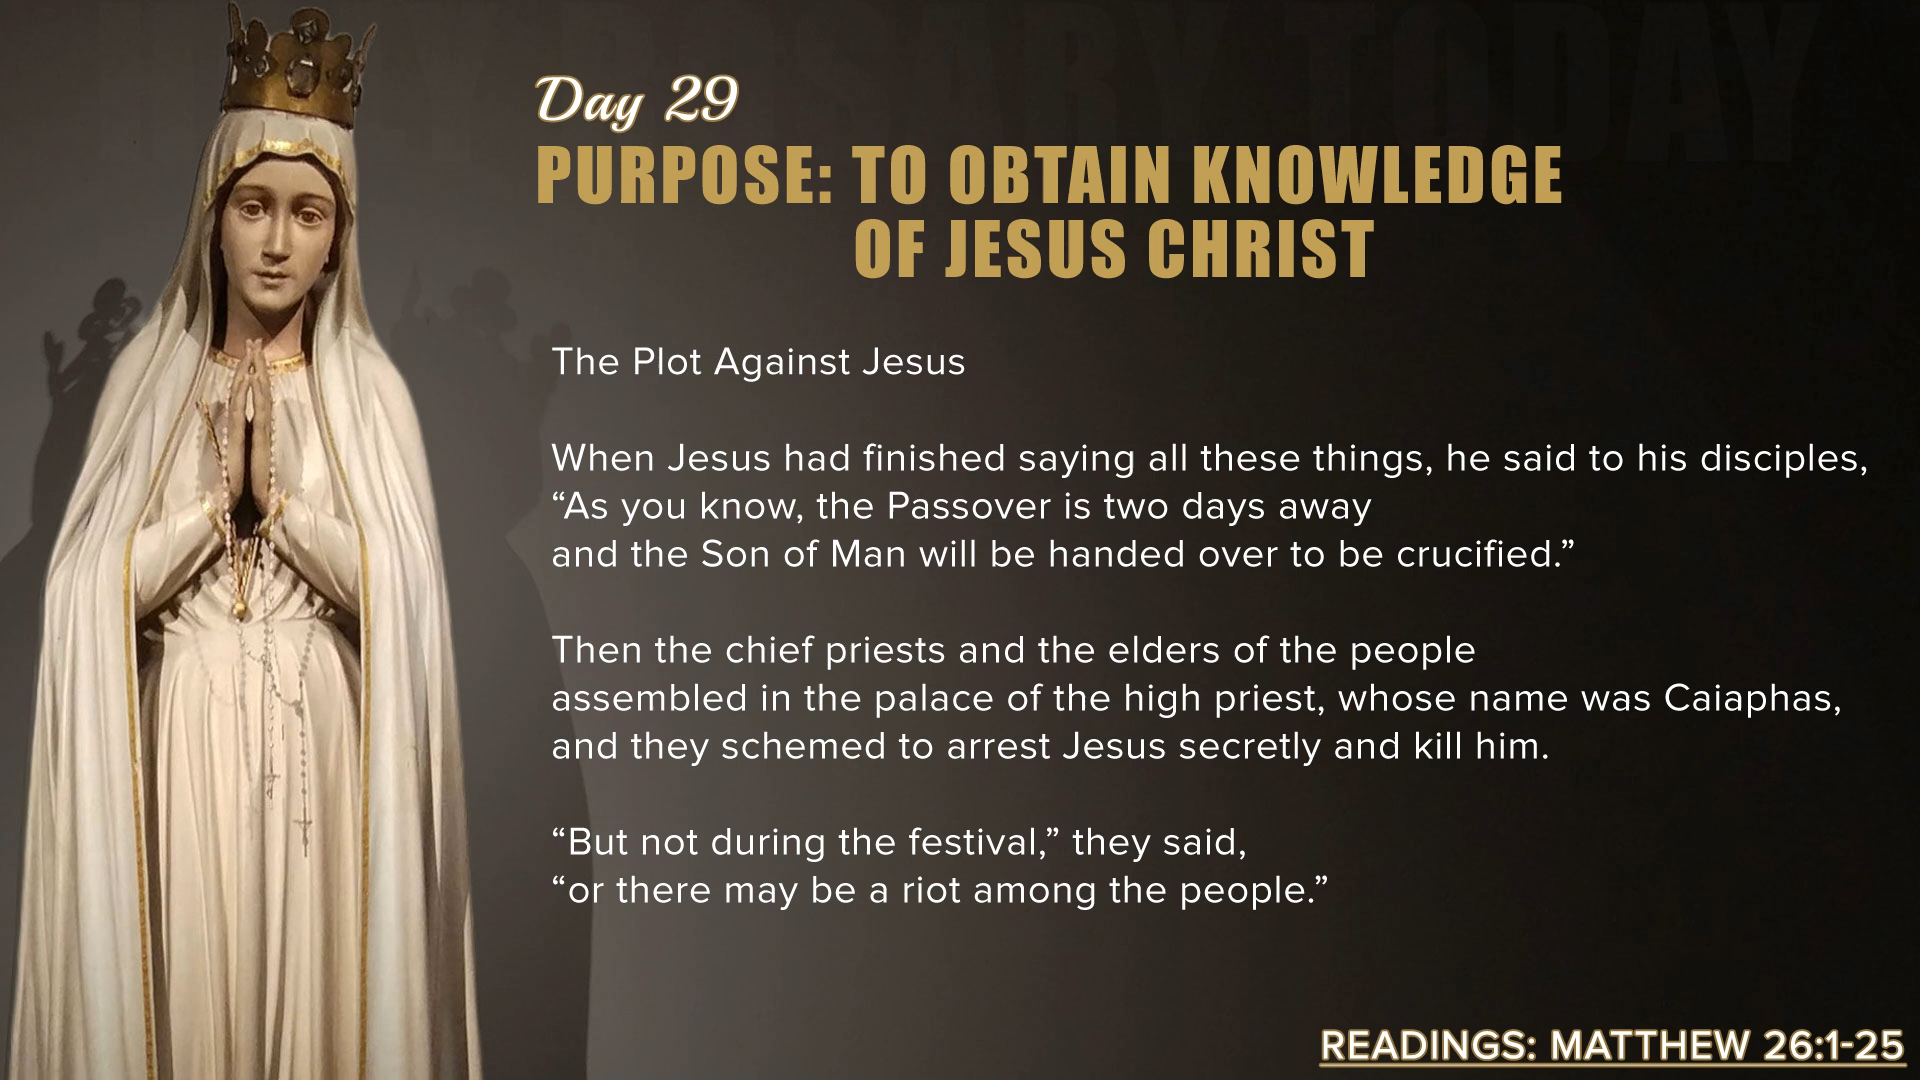 HOLY ROSARY TODAY
Day 29
PURPOSE: TO OBTAIN KNOWLEDGE
OF JESUS CHRIST
The Plot Against Jesus
When Jesus had finished saying all these things, he said to his disciples,
“As you know, the Passover is two days away
and the Son of Man will be handed over to be crucified.”
Then the chief priests and the elders of the people
assembled in the palace of the high priest, whose name was Caiaphas,
and they schemed to arrest Jesus secretly and kill him.
“But not during the festival,” they said,
“or there may be a riot among the people.”
READINGS: MATTHEW 26:1-25